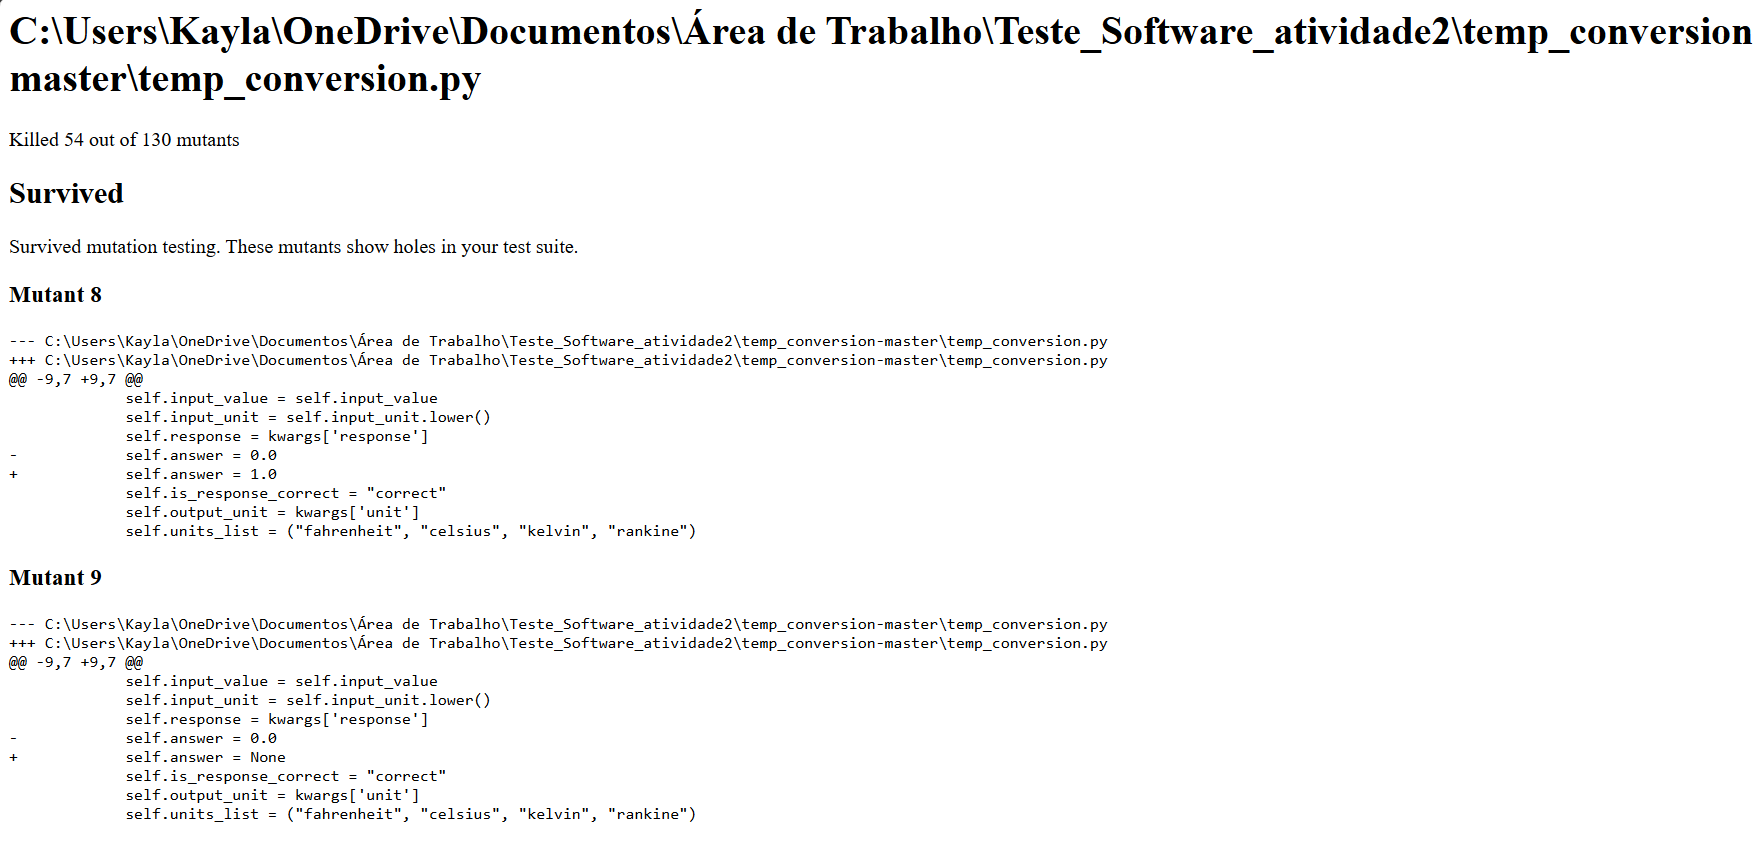 C:\Users\Kayla\OneDrive\Documentos\Área de Trabalho\Teste_Software_atividade2\temp_conversion
master\temp_conversion.py
Killed 54 out of 130 mutants
Survived
Survived mutation testing. These mutants show holes in your test suite.
Mutant 8
--- C:\Users\Kayla\OneDrive\Documentos\Área de Trabalho\Teste_Software_atividade2\temp_conversion-master\temp_conversion.py
+++ C:\Users\Kayla\OneDrive\Documentos\Área de Trabalho\Teste_Software_atividade2\temp_conversion-master\temp_conversion.py
@@ -9,7 +9,7 @@
self.input_value = self.input_value
self.input_unit = self.input_unit.lower()
self.response = kwargs['response']
- self.answer = 0.0
+ self.answer = 1.0
self.is_response_correct = "correct"
self.output_unit = kwargs['unit']
self.units_list = ("fahrenheit", "celsius", "kelvin", "rankine")
Mutant 9
--- C:\Users\Kayla\OneDrive\Documentos\Área de Trabalho\Teste_Software_atividade2\temp_conversion-master\temp_conversion.py
+++ C:\Users\Kayla\OneDrive\Documentos\Área de Trabalho\Teste_Software_atividade2\temp_conversion-master\temp_conversion.py
@@ -9,7 +9,7 @@
self.input_value = self.input_value
self.input_unit = self.input_unit.lower()
self.response = kwargs['response']
- self.answer = 0.0
+ self.answer = None
self.is_response_correct = "correct"
self.output_unit = kwargs['unit']
self.units_list = ("fahrenheit", "celsius", "kelvin", "rankine")